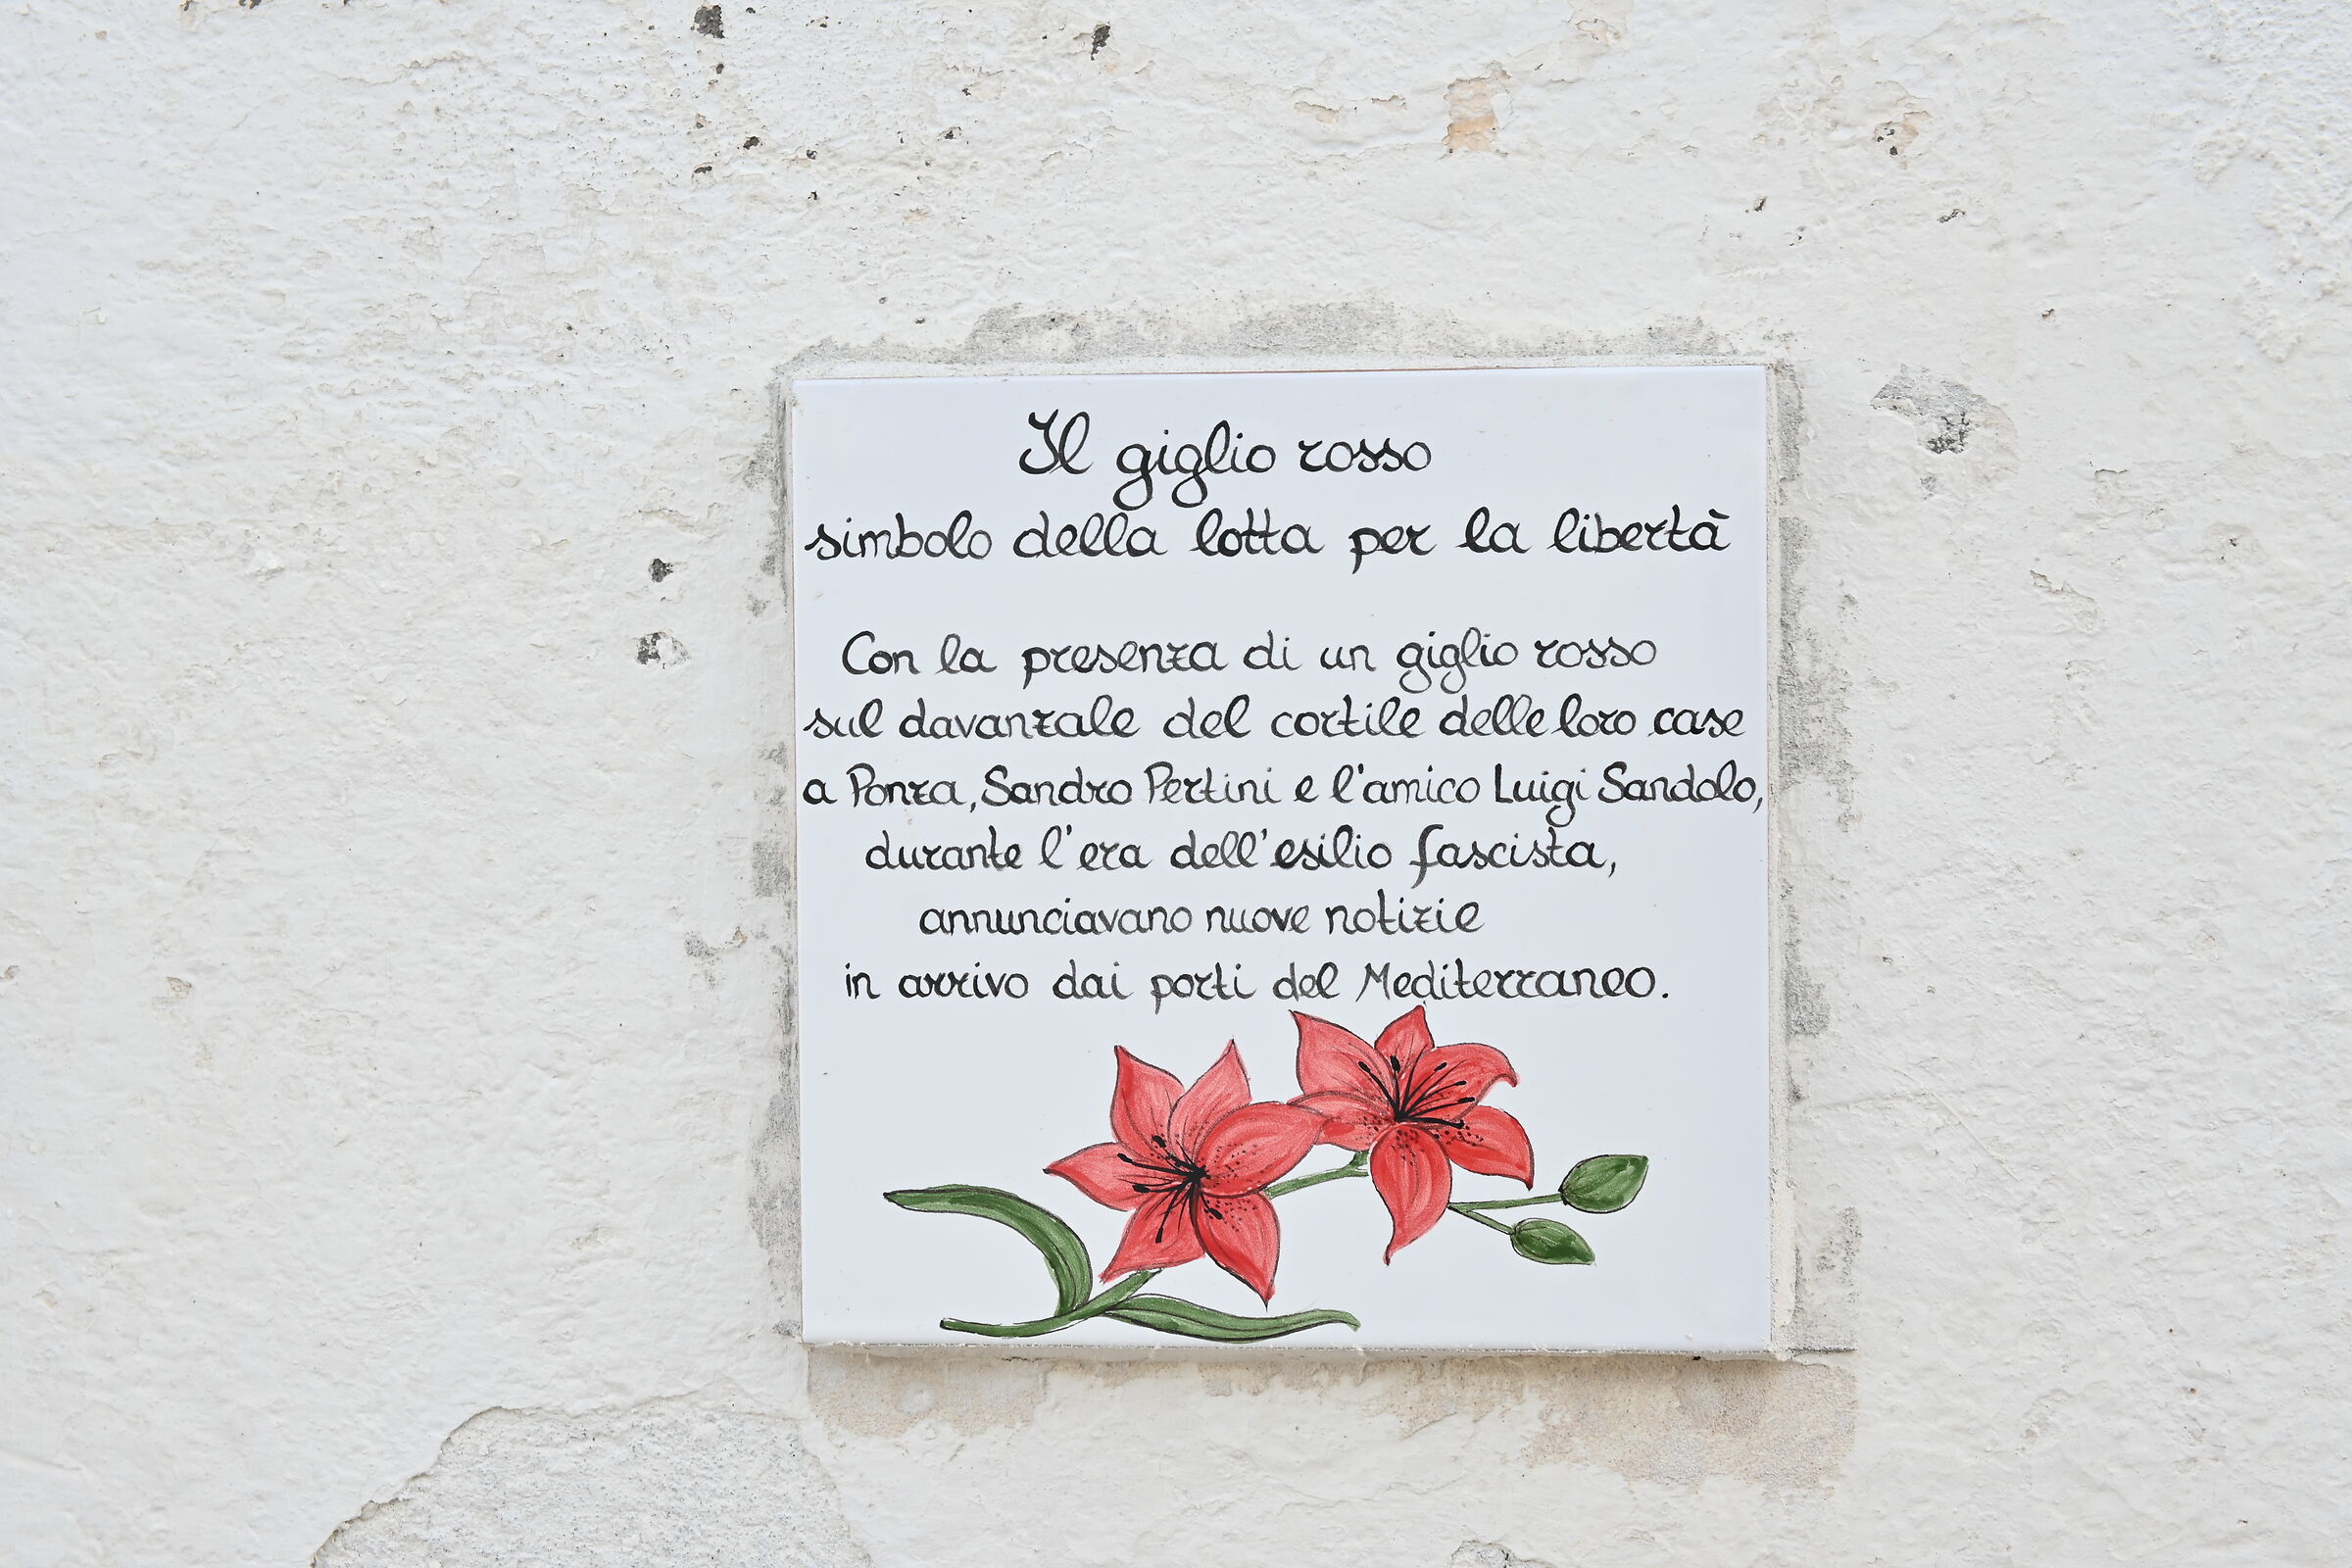 Il giglio rosso
simbolo della lotta per la libertà
Con la presenza di un giglio rosso
sul davanzale del cortile delle loro case
a Ponza, Sandro Pertini e l'amico Luigi Sandolo,
durante l'era dell'esilio fascista,
annunciavano nuove notizie
in arrivo dai porti del Mediterraneo.